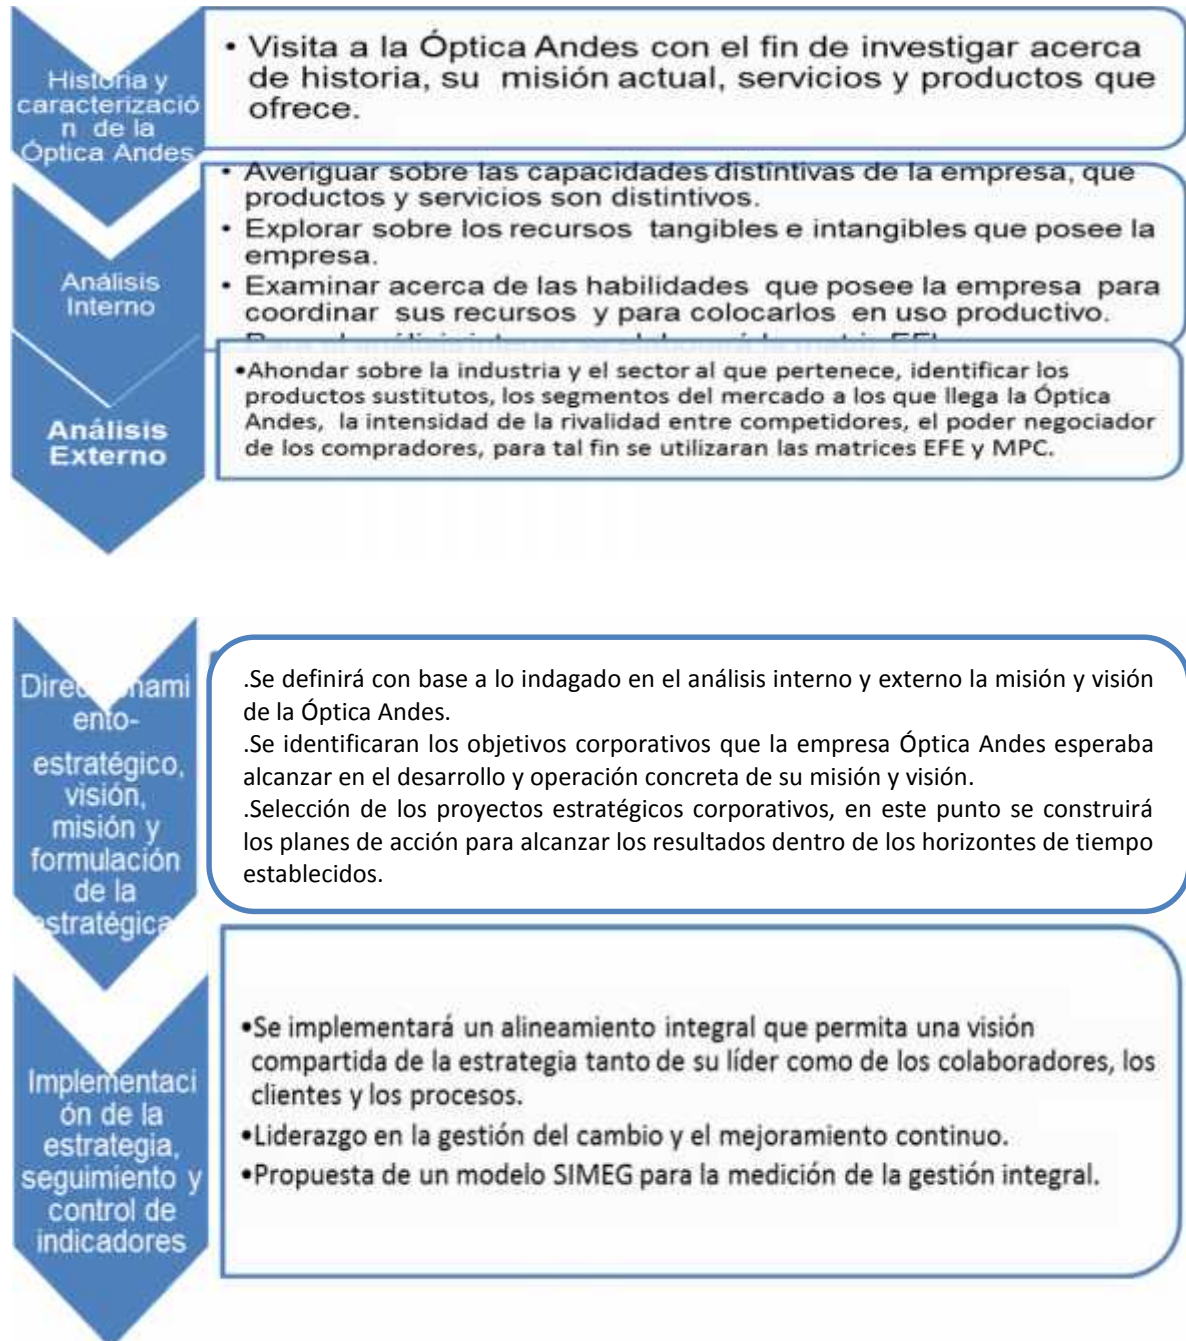 Historia y
caracterizació
n de la
Óptica Andes
• Visita a la Óptica Andes con el fin de investigar acerca
de historia, su misión actual, servicios y productos que
ofrece.
Análisis
Interno
• Averiguar sobre las capacidades distintivas de la empresa, que
productos y servicios son distintivos.
• Explorar sobre los recursos tangibles e intangibles que posee la
empresa.
• Examinar acerca de las habilidades que posee la empresa para
coordinar sus recursos y para colocarlos en uso productivo.
Análisis
Externo
•Ahondar sobre la industria y el sector al que pertenece, identificar los
productos sustitutos, los segmentos del mercado a los que llega la Óptica
Andes, la intensidad de la rivalidad entre competidores, el poder negociador
de los compradores, para tal fin se utilizaran las matrices EFE y MPC.
ento-
estratégico,
visión,
misión y
formulación
de la
estratégica
.Se definirá con base a lo indagado en el análisis interno y externo la misión y visión
de la Óptica Andes.
.Se identificaran los objetivos corporativos que la empresa Óptica Andes esperaba
alcanzar en el desarrollo y operación concreta de su misión y visión.
.Selección de los proyectos estratégicos corporativos, en este punto se construirá
los planes de acción para alcanzar los resultados dentro de los horizontes de tiempo
establecidos.
Implementaci
ón de la
estrategia,
seguimiento y
control de
indicadores
•Se implementará un alineamiento integral que permita una visión
compartida de la estrategia tanto de su líder como de los colaboradores, los
clientes y los procesos.
•Liderazgo en la gestión del cambio y el mejoramiento continuo.
•Propuesta de un modelo SIMEG para la medición de la gestión integral.